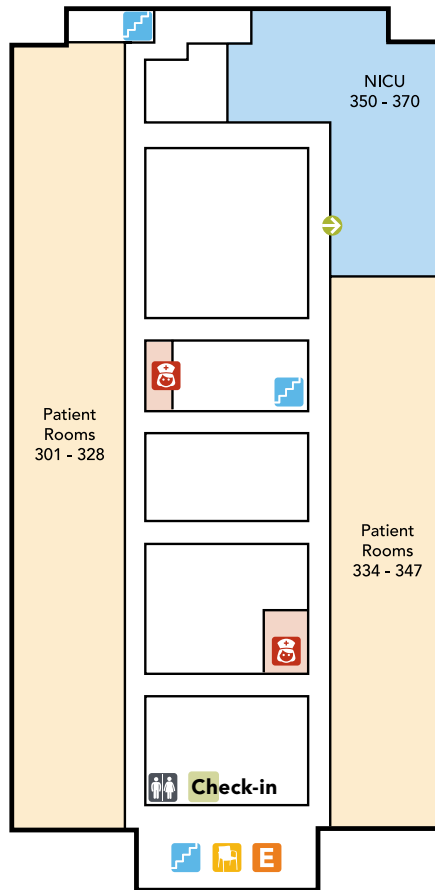 NICU
350 - 370
Patient
Rooms
301 - 328
Patient
Rooms
334 - 347
Check-in
E